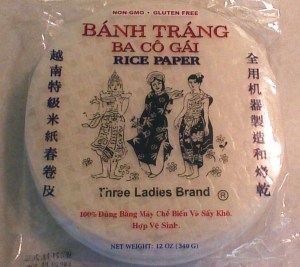 NON-GMO • GLUTEN FREE
BÁNH TRÁNG
BA CÔ GÁI
RICE PAPER
越南特級米紙春卷皮
全用机器製造和焙乾
Three Ladies Brand ®
100% Dùng Bằng Máy Chế Biến Và Sấy Khô.
Hợp Vệ Sinh
NET WEIGHT: 12 OZ (340 G)